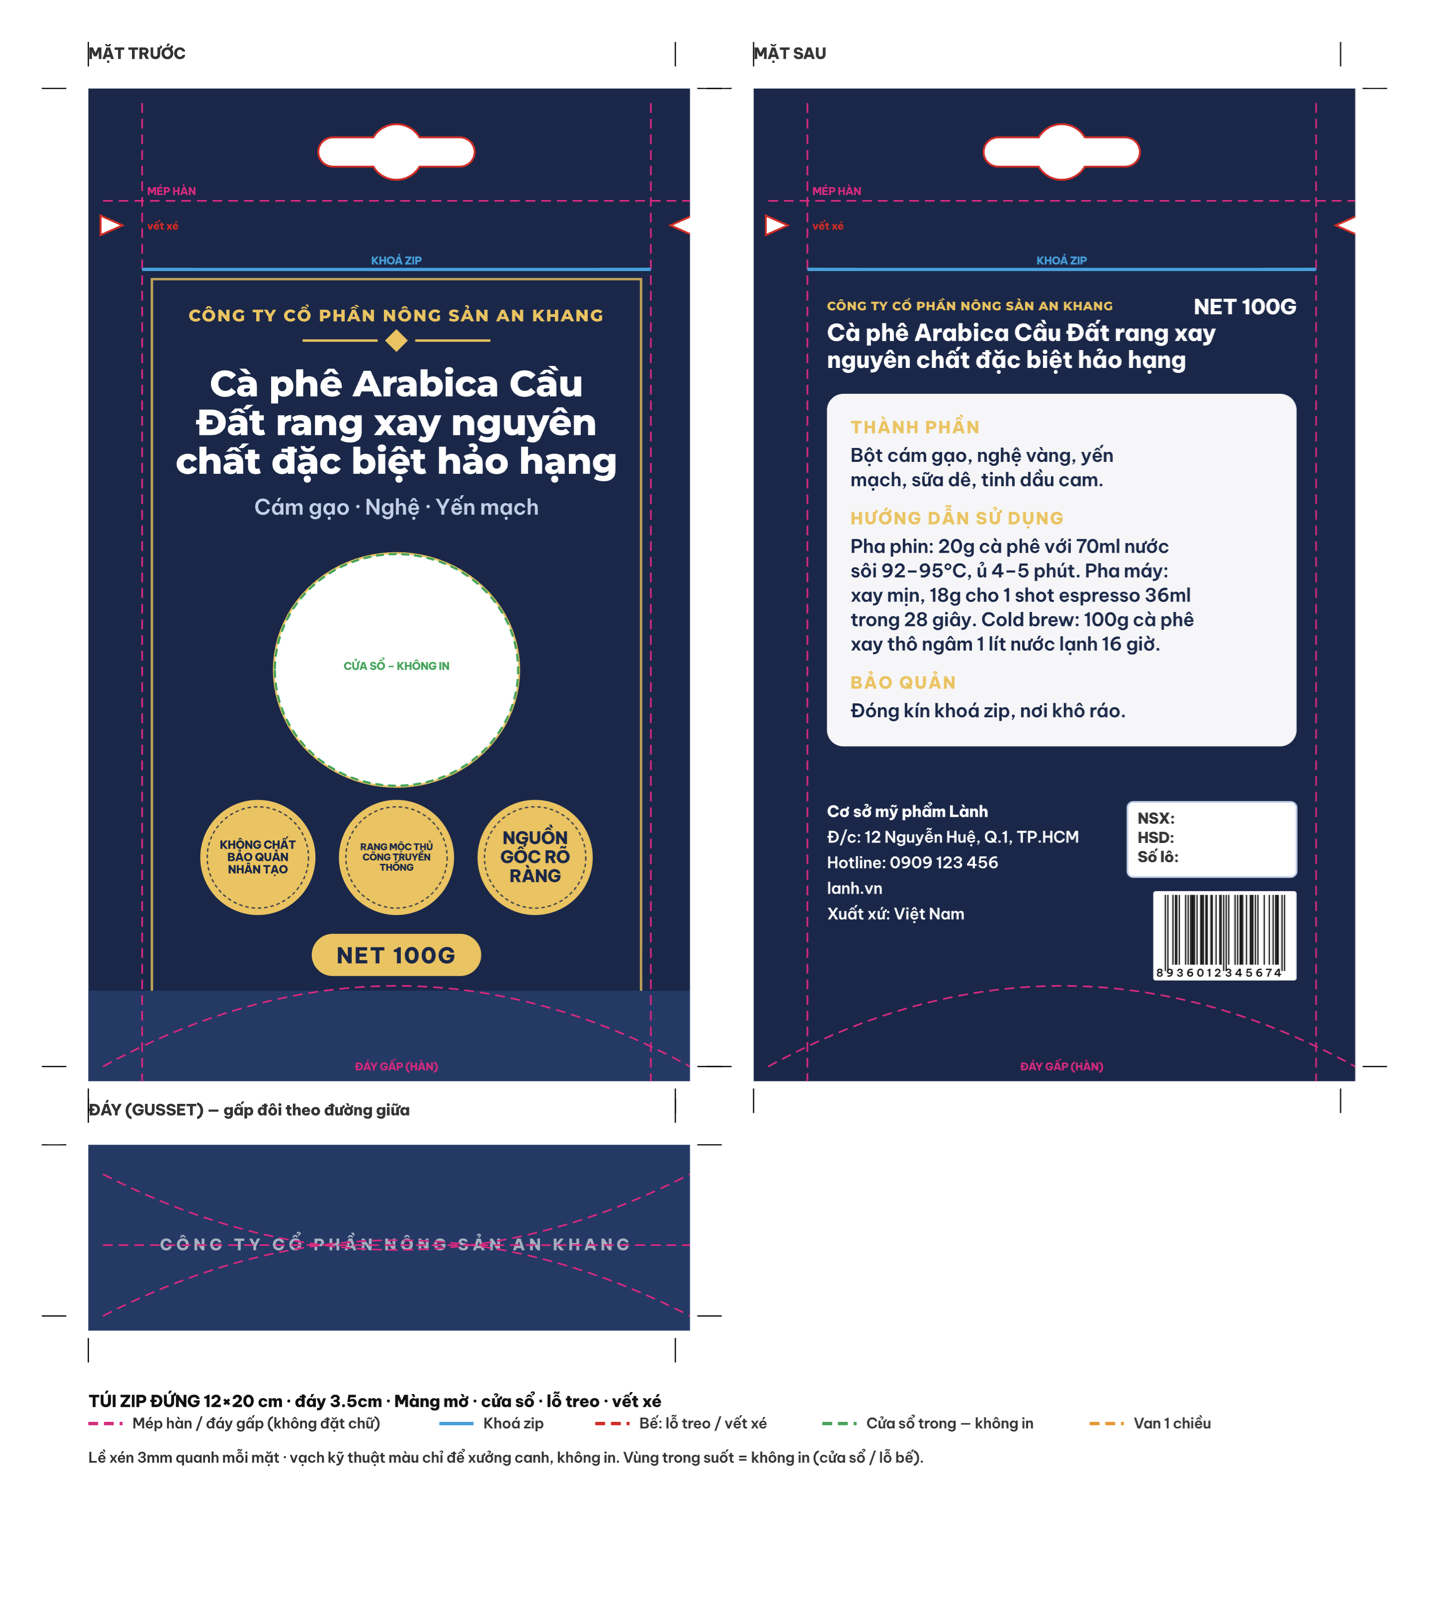 MẶT TRƯỚC
MÉP HÀN
vết xé
KHOÁ ZIP
CÔNG TY CỔ PHẦN NÔNG SẢN AN KHANG
Cà phê Arabica Cầu
Đất rang xay nguyên
chất đặc biệt hảo hạng
Cám gạo · Nghệ · Yến mạch
CỬA SỔ – KHÔNG IN
KHÔNG CHẤT
BẢO QUẢN
NHÂN TẠO
RANG MỘC THỦ
CÔNG TRUYỀN
THỐNG
NGUỒN
GỐC RÕ
RÀNG
NET 100G
ĐÁY GẤP (HÀN)
MẶT SAU
MÉP HÀN
vết xé
KHOÁ ZIP
CÔNG TY CỔ PHẦN NÔNG SẢN AN KHANG
NET 100G
Cà phê Arabica Cầu Đất rang xay
nguyên chất đặc biệt hảo hạng
THÀNH PHẦN
Bột cám gạo, nghệ vàng, yến
mạch, sữa dê, tinh dầu cam.
HƯỚNG DẪN SỬ DỤNG
Pha phin: 20g cà phê với 70ml nước
sôi 92–95°C, ủ 4–5 phút. Pha máy:
xay mịn, 18g cho 1 shot espresso 36ml
trong 28 giây. Cold brew: 100g cà phê
xay thô ngâm 1 lít nước lạnh 16 giờ.
BẢO QUẢN
Đóng kín khoá zip, nơi khô ráo.
Cơ sở mỹ phẩm Lành
Đ/c: 12 Nguyễn Huệ, Q.1, TP.HCM
Hotline: 0909 123 456
lanh.vn
Xuất xứ: Việt Nam
NSX:
HSD:
Số lô:
8936012345674
ĐÁY GẤP (HÀN)
ĐÁY (GUSSET) — gấp đôi theo đường giữa
CÔNG TY CỔ PHẦN NÔNG SẢN AN KHANG
TÚI ZIP ĐỨNG 12×20 cm · đáy 3.5cm · Màng mờ · cửa sổ · lỗ treo · vết xé
Mép hàn / đáy gấp (không đặt chữ)
Khoá zip
Bế: lỗ treo / vết xé
Cửa sổ trong — không in
Van 1 chiều
Lề xén 3mm quanh mỗi mặt · vạch kỹ thuật màu chỉ để xưởng canh, không in. Vùng trong suốt = không in (cửa sổ / lỗ bế).